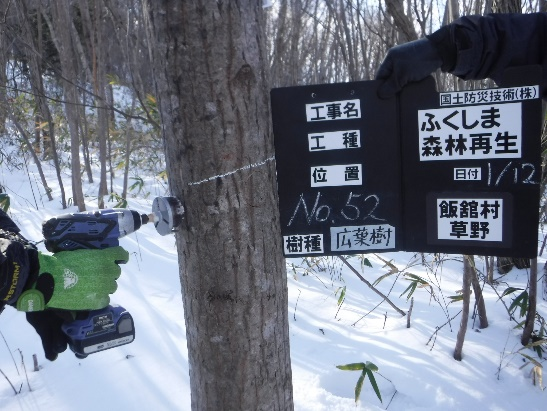 工事名
工種
位置
No.52
樹種 広葉樹
国土防災技術(株)
ふくしま
森林再生
日付 1/12
飯舘村
草野